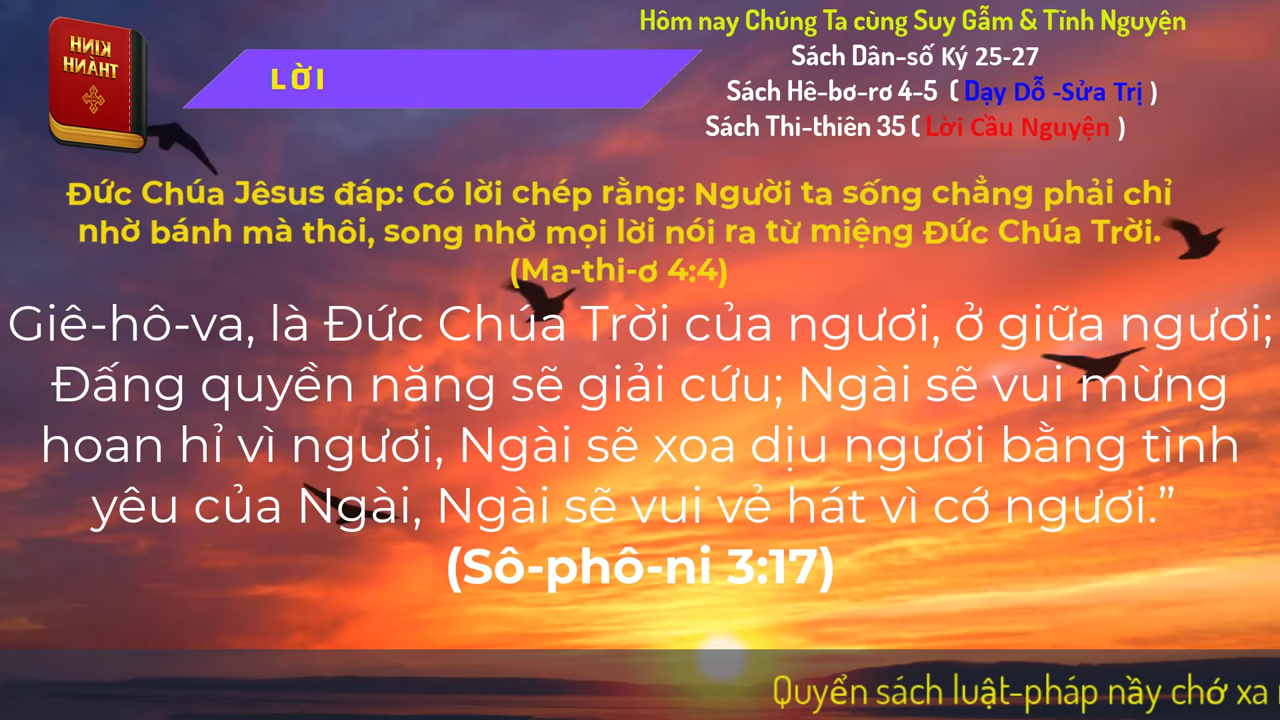 KINH
THÁNH
LỜI
Hôm nay Chúng Ta cùng Suy Gẫm & Tĩnh Nguyện
Sách Dân-số Ký 25-27
Sách Hê-bơ-rơ 4-5 ( Dạy Dỗ -Sửa Trị )
Sách Thi-thiên 35 ( Lời Cầu Nguyện )
Đức Chúa Jêsus đáp: Có lời chép rằng: Người ta sống chẳng phải chỉ
nhờ bánh mà thôi, song nhờ mọi lời nói ra từ miệng Đức Chúa Trời.
(Ma-thi-ơ 4:4)
Giê-hô-va, là Đức Chúa Trời của ngươi, ở giữa ngươi;
Đấng quyền năng sẽ giải cứu; Ngài sẽ vui mừng
hoan hỉ vì ngươi, Ngài sẽ xoa dịu ngươi bằng tình
yêu của Ngài, Ngài sẽ vui vẻ hát vì cớ ngươi.”
(Sô-phô-ni 3:17)
Quyển sách luật-pháp nầy chớ xa